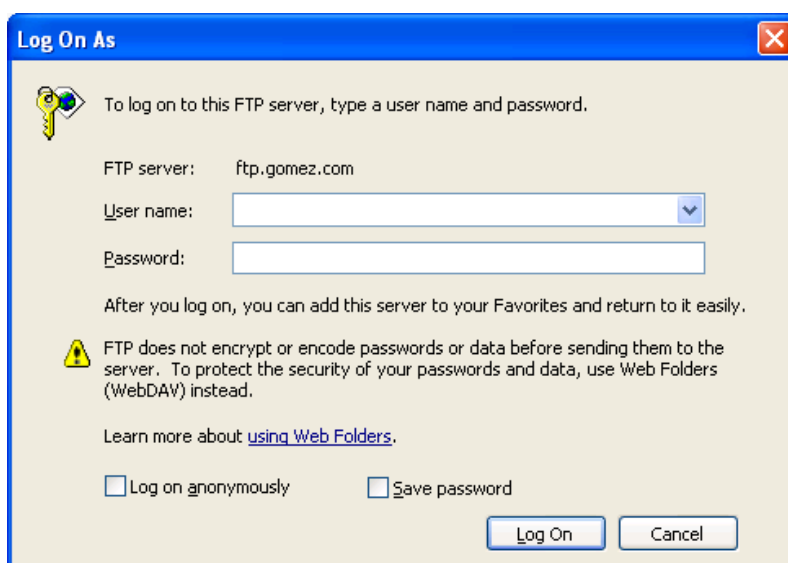 Log On As
To log on to this FTP server, type a user name and password.
FTP server: ftp.gomez.com
User name:
Password:
After you log on, you can add this server to your Favorites and return to it easily.
FTP does not encrypt or encode passwords or data before sending them to the
server. To protect the security of your passwords and data, use Web Folders
(WebDAV) instead.
Learn more about using Web Folders.
Log on anonymously Save password
Log On Cancel